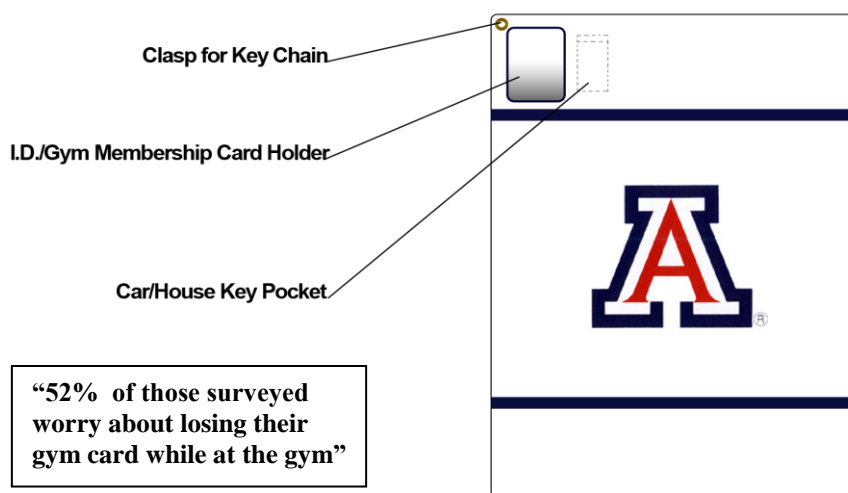 Clasp for Key Chain
I.D./Gym Membership Card Holder
Car/House Key Pocket
A
®
“52% of those surveyed
worry about losing their
gym card while at the gym”